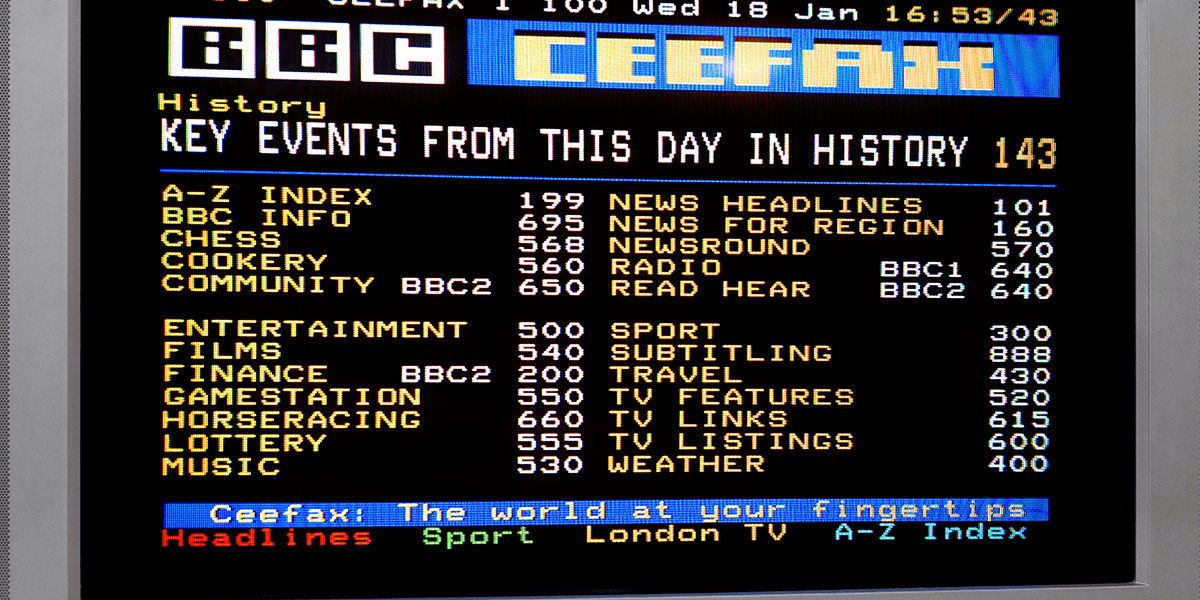 CEEFAX 1 100 Wed 18 Jan 16:53/43
BBC CEEFAX
History
KEY EVENTS FROM THIS DAY IN HISTORY 143
A-Z INDEX 199 NEWS HEADLINES 101
BBC INFO 695 NEWS FOR REGION 160
CHESS 568 NEWSROUND 570
COOKERY 560 RADIO BBC1 640
COMMUNITY BBC2 650 READ HEAR BBC2 640
ENTERTAINMENT 500 SPORT 300
FILMS 540 SUBTITLING 888
FINANCE BBC2 200 TRAVEL 430
GAMESTATION 550 TV FEATURES 520
HORSERACING 660 TV LINKS 615
LOTTERY 555 TV LISTINGS 600
MUSIC 530 WEATHER 400
Ceefax: The world at your fingertips
Headlines Sport London TV A-Z Index